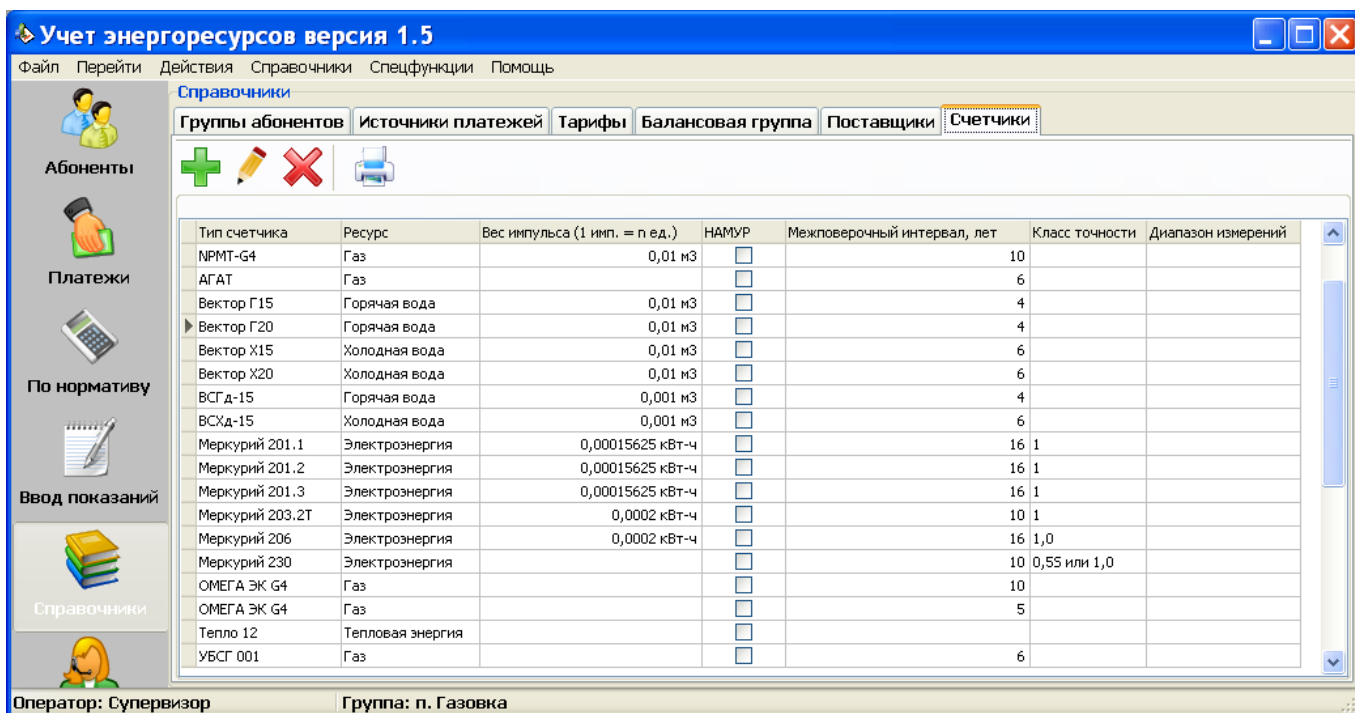 Учет энергоресурсов версия 1.5
Файл Перейти Действия Справочники Спецфункции Помощь
Справочники
Группы абонентов Источники платежей Тарифы Балансовая группа Поставщики Счетчики
Абоненты
Платежи
По нормативу
Ввод показаний
Справочники
Тип счетчика Ресурс Вес импульса (1 имп. = n ед.) НАМУР Межповерочный интервал, лет Класс точности Диапазон измерений
NPMT-G4 Газ 0,01 м3 10
АГАТ Газ 6
Вектор Г15 Горячая вода 0,01 м3 4
Вектор Г20 Горячая вода 0,01 м3 4
Вектор Х15 Холодная вода 0,01 м3 6
Вектор Х20 Холодная вода 0,01 м3 6
ВСГд-15 Горячая вода 0,001 м3 4
ВСХд-15 Холодная вода 0,001 м3 6
Меркурий 201.1 Электроэнергия 0,00015625 кВт-ч 16 1
Меркурий 201.2 Электроэнергия 0,00015625 кВт-ч 16 1
Меркурий 201.3 Электроэнергия 0,00015625 кВт-ч 16 1
Меркурий 203.2Т Электроэнергия 0,0002 кВт-ч 10 1
Меркурий 206 Электроэнергия 0,0002 кВт-ч 16 1,0
Меркурий 230 Электроэнергия 10 0,5S или 1,0
ОМЕГА ЭК G4 Газ 10
ОМЕГА ЭК G4 Газ 5
Тепло 12 Тепловая энергия
УБСГ 001 Газ 6
Оператор: Супервизор Группа: п. Газовка